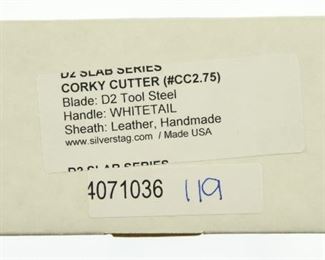 D2 SLAB SERIES
CORKY CUTTER (#CC2.75)
Blade: D2 Tool Steel
Handle: WHITETAIL
Sheath: Leather, Handmade
www.silverstag.com / Made USA
D2 SLAB SERIES
4071036 119